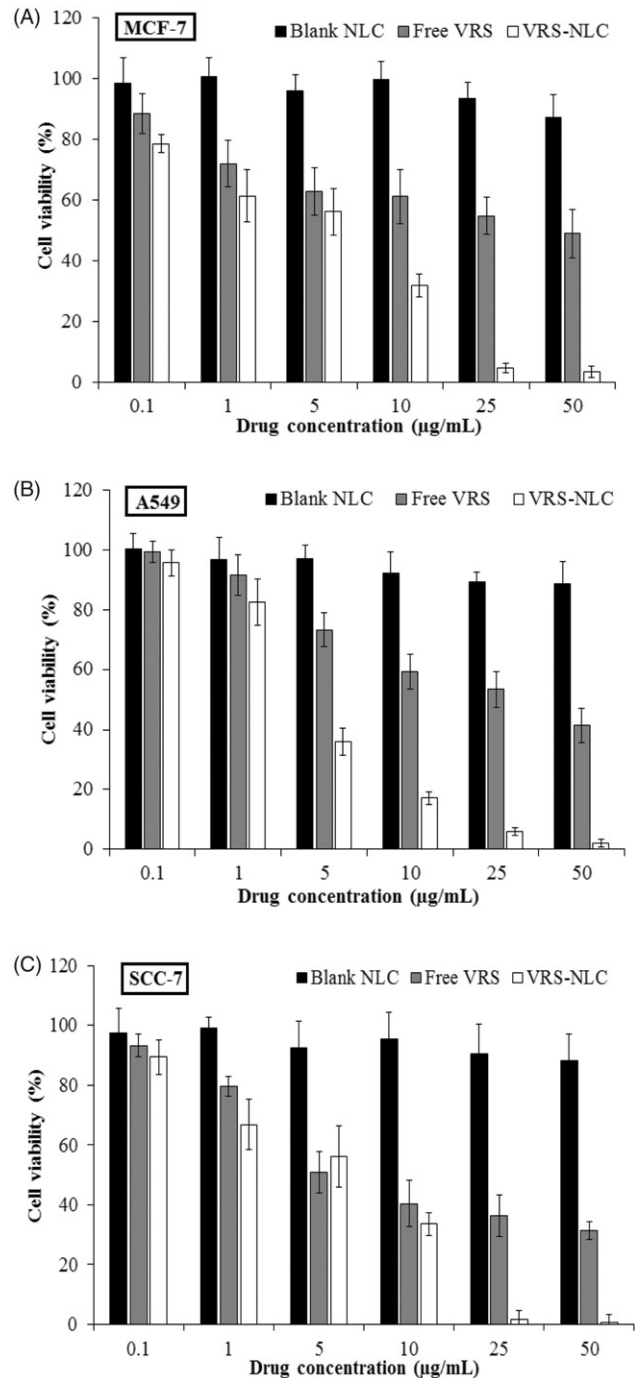 (A)
MCF-7
Blank NLC Free VRS VRS-NLC
120
100
80
60
40
20
0
Cell viability (%)
0.1 1 5 10 25 50
Drug concentration (µg/mL)
(B)
A549
Blank NLC Free VRS VRS-NLC
120
100
80
60
40
20
0
Cell viability (%)
0.1 1 5 10 25 50
Drug concentration (µg/mL)
(C)
SCC-7
Blank NLC Free VRS VRS-NLC
120
100
80
60
40
20
0
Cell viability (%)
0.1 1 5 10 25 50
Drug concentration (µg/mL)